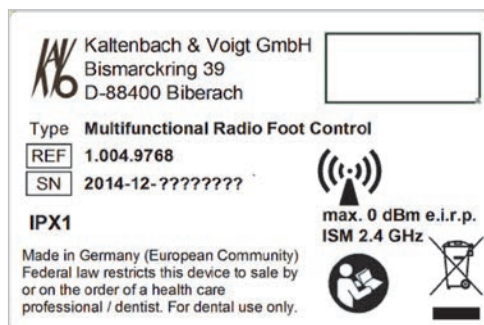 KAVO
Kaltenbach & Voigt GmbH
Bismarckring 39
D-88400 Biberach
Type Multifunctional Radio Foot Control
REF 1.004.9768
SN 2014-12-????????
IPX1
max. 0 dBm e.i.r.p.
ISM 2.4 GHz
Made in Germany (European Community)
Federal law restricts this device to sale by
or on the order of a health care
professional / dentist. For dental use only.